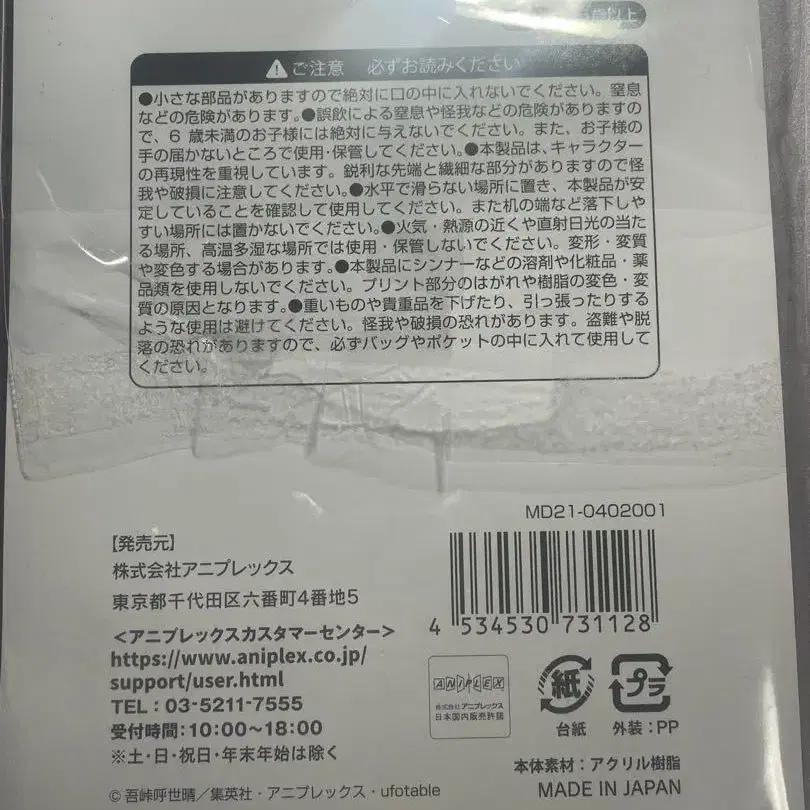 歳以上
⚠ご注意 必ずお読みください
●小さな部品がありますので絶対に口の中に入れないでください。窒息
などの危険があります。●誤飲による窒息や怪我などの危険があります
で、6 歳未満のお子様には絶対に与えないでください。また、お子様の
手の届かないところで使用・保管してください。●本製品は、キャラクター
の再現性を重視しています。鋭利な先端と繊細な部分がありますので怪
我や破損に注意してください。●水平で滑らない場所に置き、本製品が安
定していることを確認して使用してください。また机の端など落下しや
すい場所には置かないでください。●火気・熱源の近くや直射日光の当た
る場所、高温多湿な場所では使用・保管しないでください。変形・変質
や変色する場合があります。●本製品にシンナーなどの溶剤や化粧品・薬
品類を使用しないでください。プリント部分のはがれや樹脂の変色・変
質の原因となります。●重いものや貴重品を下げたり、引っ張ったりする
ような使用は避けてください。怪我や破損の恐れがあります。盗難や脱
落の恐れがありますので、必ずバッグやポケットの中に入れて使用して
ください。
MD21-0402001
【発売元】
株式会社アニプレックス
東京都千代田区六番町4番地5
<アニプレックスカスタマーセンター>
https://www.aniplex.co.jp/
support/user.html
TEL：03-5211-7555
受付時間：10:00〜18:00
※土・日・祝日・年末年始は除く
4 534530 731128
ANIPLEX
株式会社アニプレックス
日本国内販売許諾
紙
台紙
プラ
外装：PP
本体素材：アクリル樹脂
MADE IN JAPAN
©吾峠呼世晴／集英社・アニプレックス・ufotable